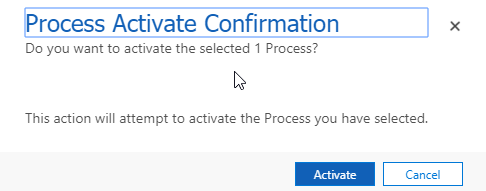 Process Activate Confirmation
Do you want to activate the selected 1 Process?
This action will attempt to activate the Process you have selected.
Activate
Cancel